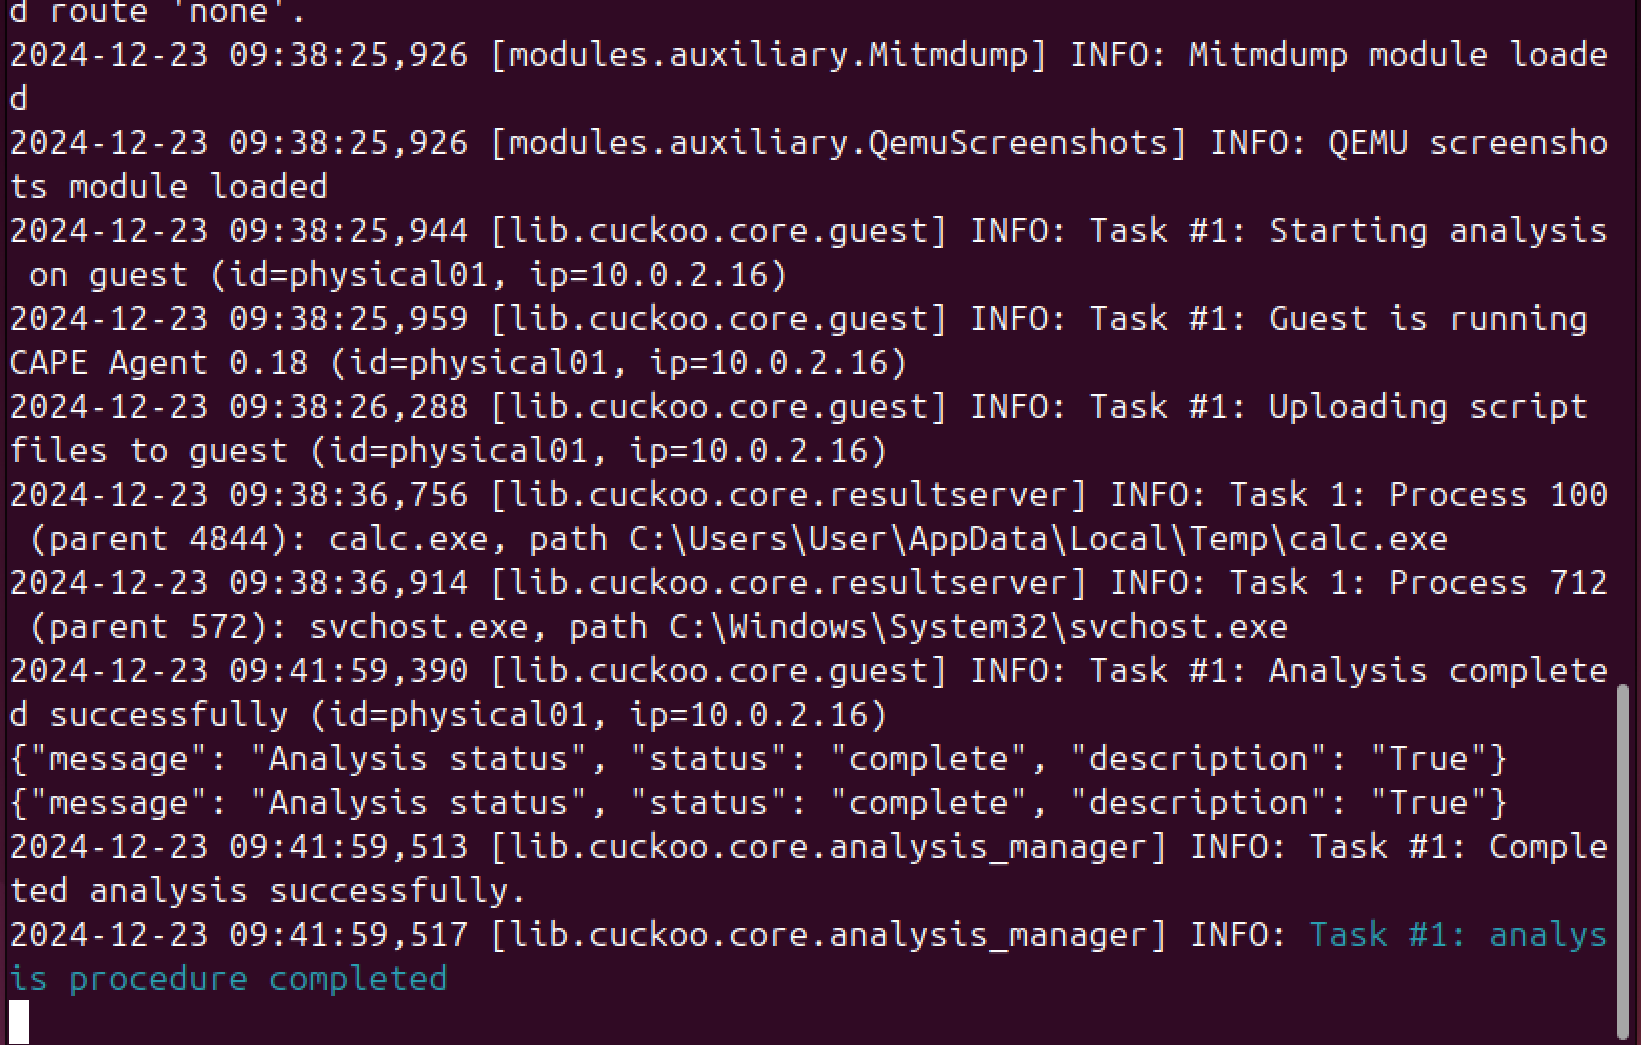 d route 'none'.
2024-12-23 09:38:25,926 [modules.auxiliary.Mitmdump] INFO: Mitmdump module loade
d
2024-12-23 09:38:25,926 [modules.auxiliary.QemuScreenshots] INFO: QEMU screensho
ts module loaded
2024-12-23 09:38:25,944 [lib.cuckoo.core.guest] INFO: Task #1: Starting analysis
 on guest (id=physical01, ip=10.0.2.16)
2024-12-23 09:38:25,959 [lib.cuckoo.core.guest] INFO: Task #1: Guest is running
CAPE Agent 0.18 (id=physical01, ip=10.0.2.16)
2024-12-23 09:38:26,288 [lib.cuckoo.core.guest] INFO: Task #1: Uploading script
files to guest (id=physical01, ip=10.0.2.16)
2024-12-23 09:38:36,756 [lib.cuckoo.core.resultserver] INFO: Task 1: Process 100
 (parent 4844): calc.exe, path C:\Users\User\AppData\Local\Temp\calc.exe
2024-12-23 09:38:36,914 [lib.cuckoo.core.resultserver] INFO: Task 1: Process 712
 (parent 572): svchost.exe, path C:\Windows\System32\svchost.exe
2024-12-23 09:41:59,390 [lib.cuckoo.core.guest] INFO: Task #1: Analysis complete
d successfully (id=physical01, ip=10.0.2.16)
{"message": "Analysis status", "status": "complete", "description": "True"}
{"message": "Analysis status", "status": "complete", "description": "True"}
2024-12-23 09:41:59,513 [lib.cuckoo.core.analysis_manager] INFO: Task #1: Comple
ted analysis successfully.
2024-12-23 09:41:59,517 [lib.cuckoo.core.analysis_manager] INFO: Task #1: analys
is procedure completed